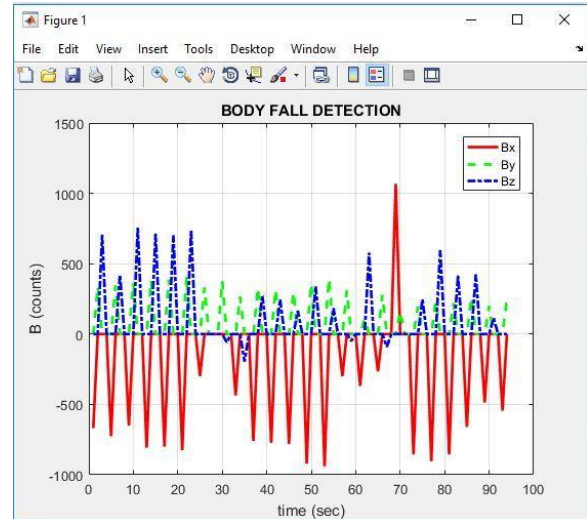 Figure 1
File Edit View Insert Tools Desktop Window Help
BODY FALL DETECTION
1500
1000
500
0
-500
-1000
B (counts)
Bx
By
Bz
0 10 20 30 40 50 60 70 80 90 100
time (sec)